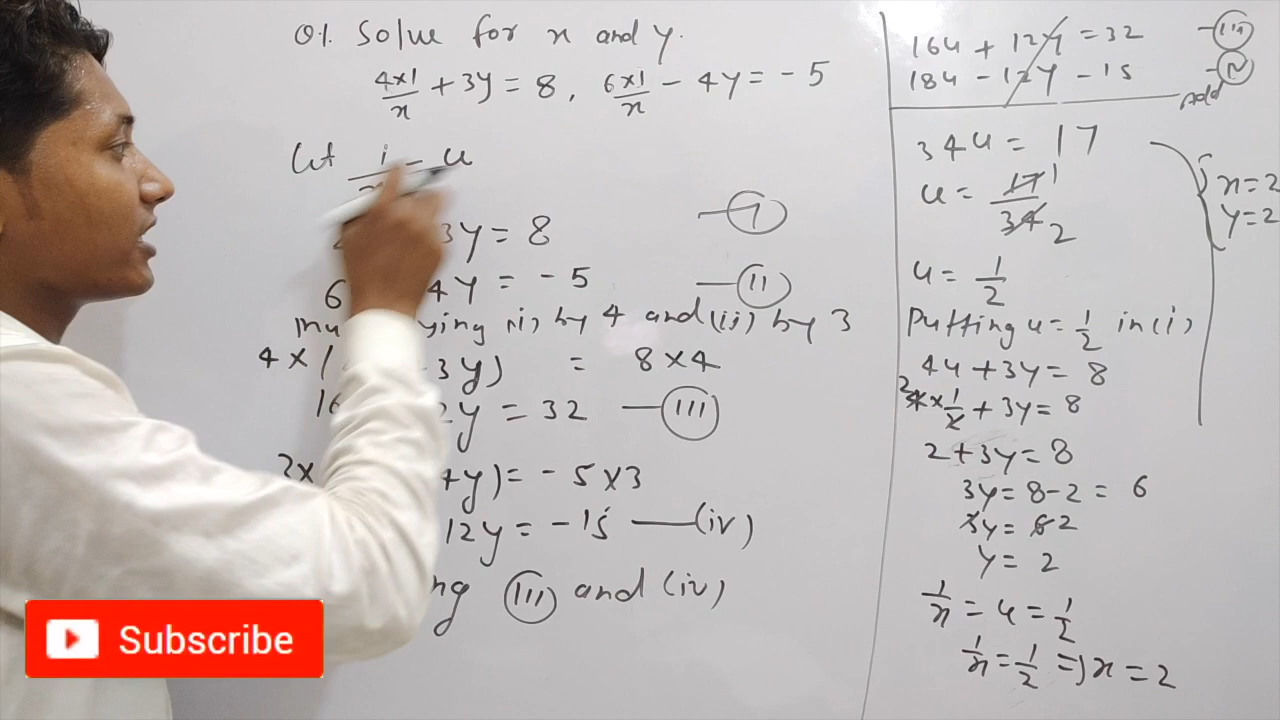 Q1. Solve for x and y.
4×1/x + 3y = 8, 6×1/x - 4y = -5
Let 1 = u
3y = 8 — (I)
6 4y = -5 — (II)
ying (i) by 4 and (ii) by 3
4×( 3y) = 8×4
16 2y = 32 — (III)
3× 4y) = -5×3
12y = -15 — (iv)
ng (III) and (iv)
Subscribe
16u + 12y = 32 — (III)
18u - 12y - 15 — (IV)
Add
34u = 17
u = 17/34 1 2
u = 1/2
Putting u = 1/2 in (i)
4u + 3y = 8
2 4× 1/2 + 3y = 8
2 + 3y = 8
3y = 8-2 = 6
3y = 6 2
y = 2
1/x = u = 1/2
1/x = 1/2 => x = 2
x = 2
y = 2